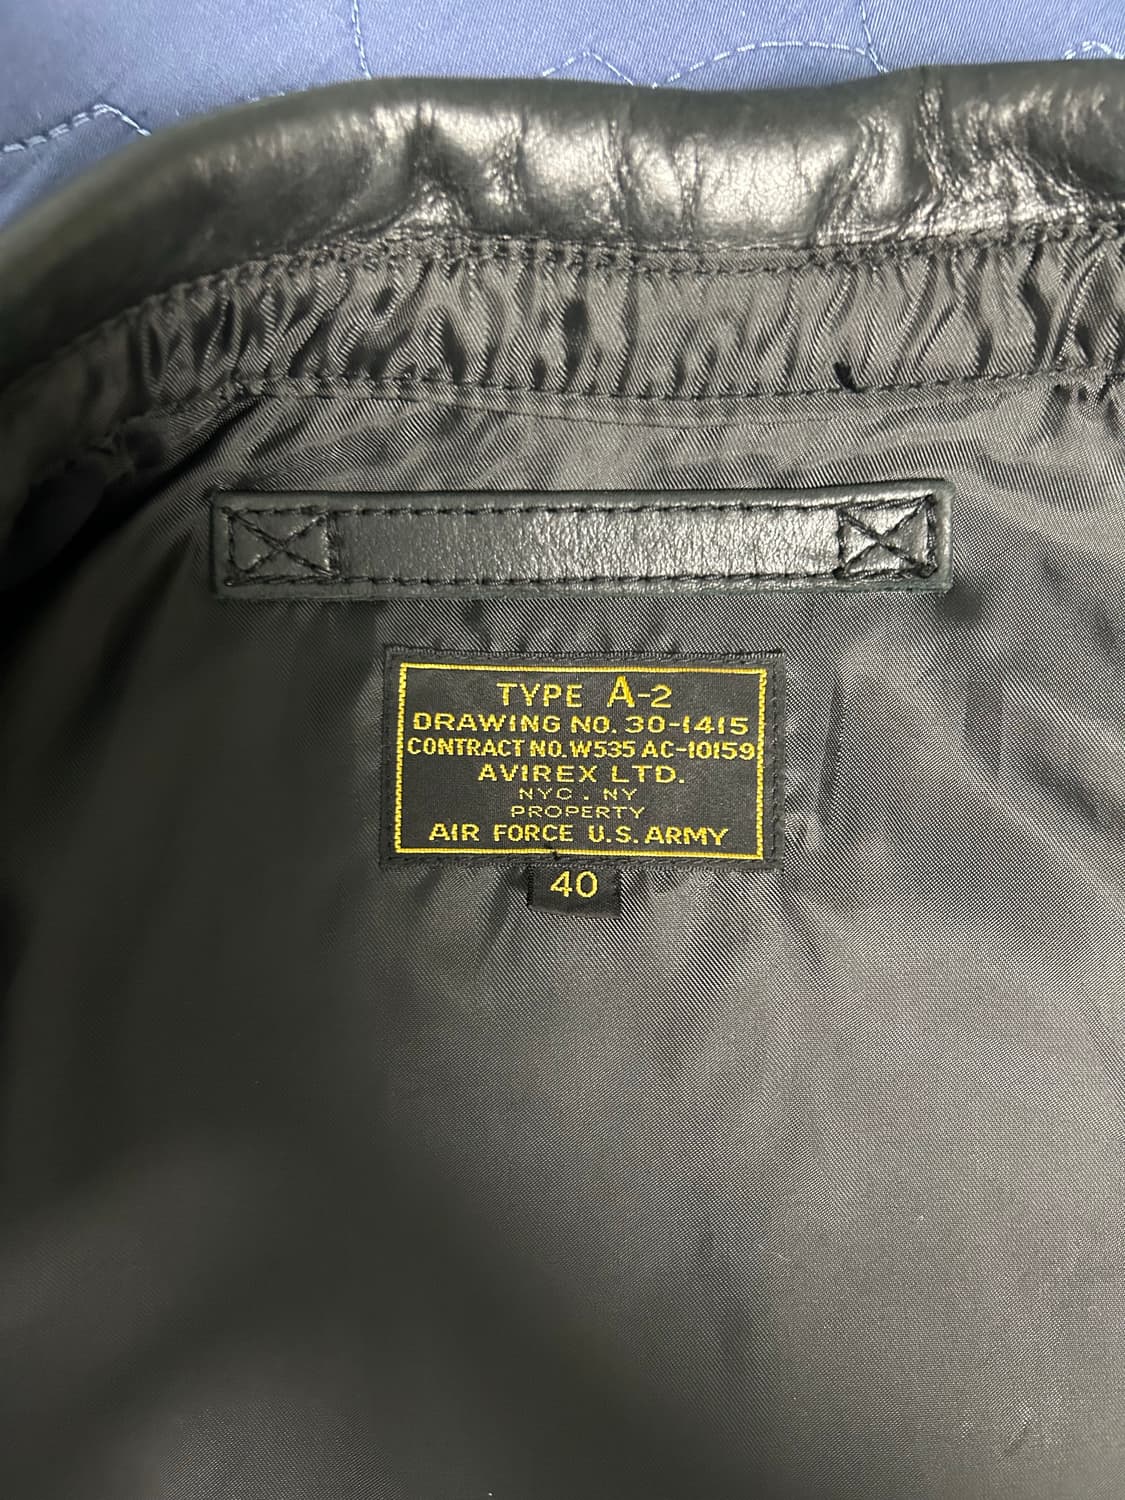 TYPE A-2
DRAWING NO. 30-1415
CONTRACT NO. W535 AC-10159
AVIREX LTD.
NYC . NY
PROPERTY
AIR FORCE U.S. ARMY
40